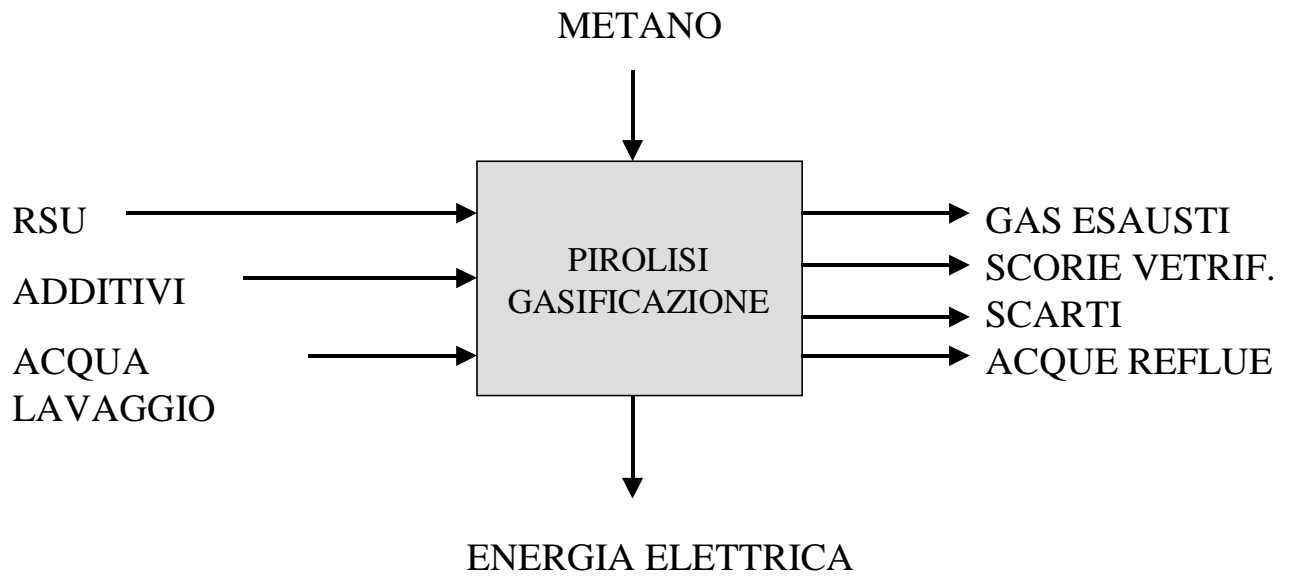 METANO
RSU
ADDITIVI
ACQUA
LAVAGGIO
PIROLISI
GASIFICAZIONE
GAS ESAUSTI
SCORIE VETRIF.
SCARTI
ACQUE REFLUE
ENERGIA ELETTRICA